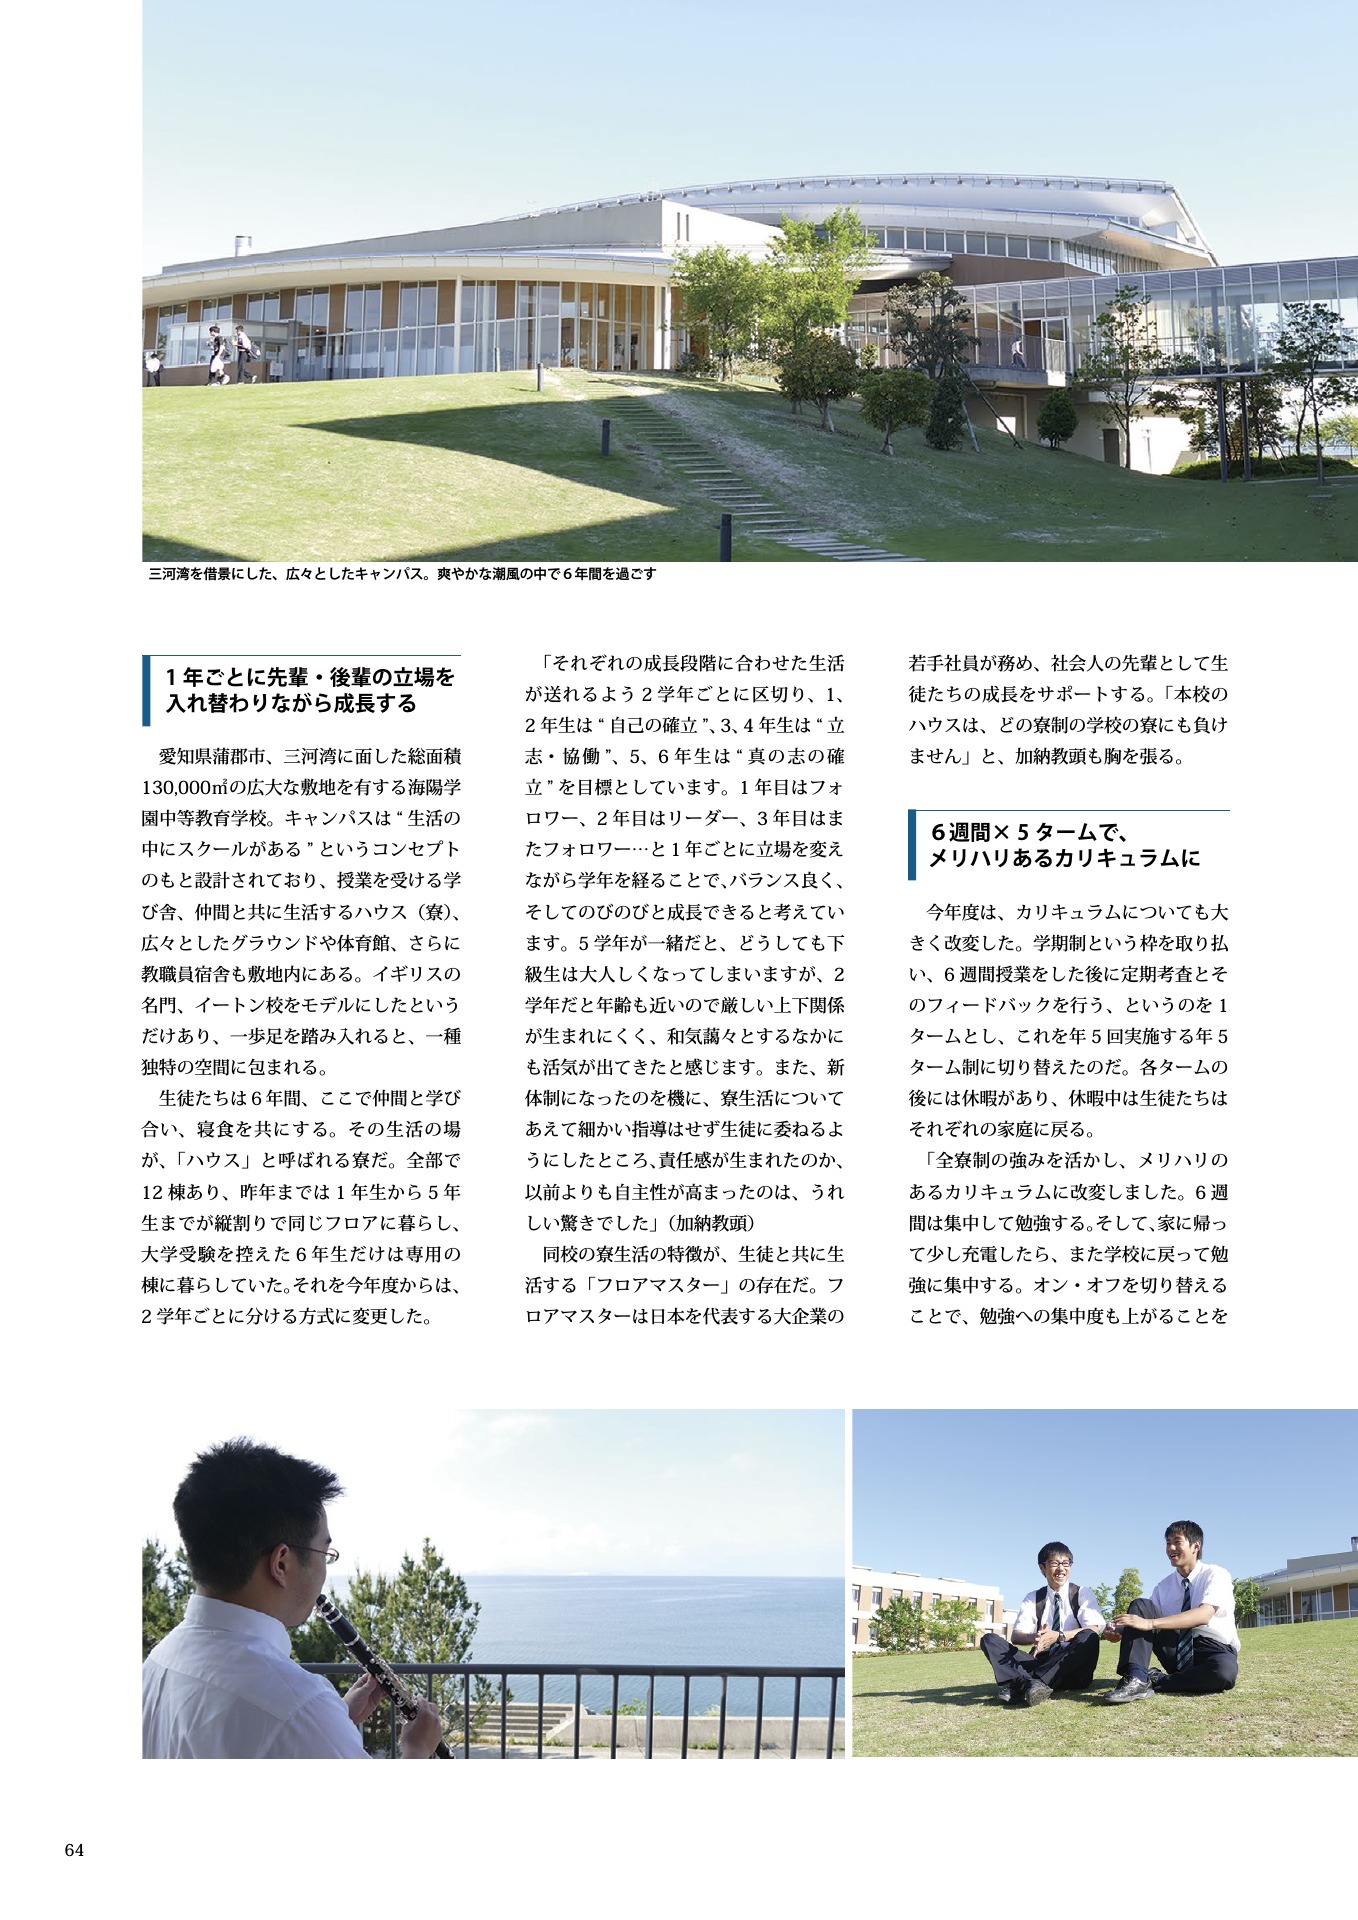 三河湾を借景にした、広々としたキャンパス。爽やかな潮風の中で６年間を過ごす
1 年ごとに先輩・後輩の立場を
入れ替わりながら成長する
愛知県蒲郡市、三河湾に面した総面積
130,000㎡の広大な敷地を有する海陽学
園中等教育学校。キャンパスは“ 生活の
中にスクールがある ” というコンセプト
のもと設計されており、授業を受ける学
び舎、仲間と共に生活するハウス（寮）、
広々としたグラウンドや体育館、さらに
教職員宿舎も敷地内にある。イギリスの
名門、イートン校をモデルにしたという
だけあり、一歩足を踏み入れると、一種
独特の空間に包まれる。
生徒たちは６年間、ここで仲間と学び
合い、寝食を共にする。その生活の場
が、「ハウス」と呼ばれる寮だ。全部で
12 棟あり、昨年までは 1 年生から 5 年
生までが縦割りで同じフロアに暮らし、
大学受験を控えた 6 年生だけは専用の
棟に暮らしていた。それを今年度からは、
2 学年ごとに分ける方式に変更した。
「それぞれの成長段階に合わせた生活
が送れるよう 2 学年ごとに区切り、1、
2 年生は “ 自己の確立 ”、3、4 年生は “ 立
志・協働 ”、5、6 年生は “ 真の志の確
立 ” を目標としています。1 年目はフォ
ロワー、2 年目はリーダー、3 年目はま
たフォロワー…と 1 年ごとに立場を変え
ながら学年を経ることで、バランス良く、
そしてのびのびと成長できると考えてい
ます。5 学年が一緒だと、どうしても下
級生は大人しくなってしまいますが、2
学年だと年齢も近いので厳しい上下関係
が生まれにくく、和気藹々とするなかに
も活気が出てきたと感じます。また、新
体制になったのを機に、寮生活について
あえて細かい指導はせず生徒に委ねるよ
うにしたところ、責任感が生まれたのか、
以前よりも自主性が高まったのは、うれ
しい驚きでした」（加納教頭）
同校の寮生活の特徴が、生徒と共に生
活する「フロアマスター」の存在だ。フ
ロアマスターは日本を代表する大企業の
若手社員が務め、社会人の先輩として生
徒たちの成長をサポートする。「本校の
ハウスは、どの寮制の学校の寮にも負け
ません」と、加納教頭も胸を張る。
６週間×５タームで、
メリハリあるカリキュラムに
今年度は、カリキュラムについても大
きく改変した。学期制という枠を取り払
い、6 週間授業をした後に定期考査とそ
のフィードバックを行う、というのを 1
タームとし、これを年 5 回実施する年 5
ターム制に切り替えたのだ。各タームの
後には休暇があり、休暇中は生徒たちは
それぞれの家庭に戻る。
「全寮制の強みを活かし、メリハリの
あるカリキュラムに改変しました。6 週
間は集中して勉強する。そして、家に帰っ
て少し充電したら、また学校に戻って勉
強に集中する。オン・オフを切り替える
ことで、勉強への集中度も上がることを
64